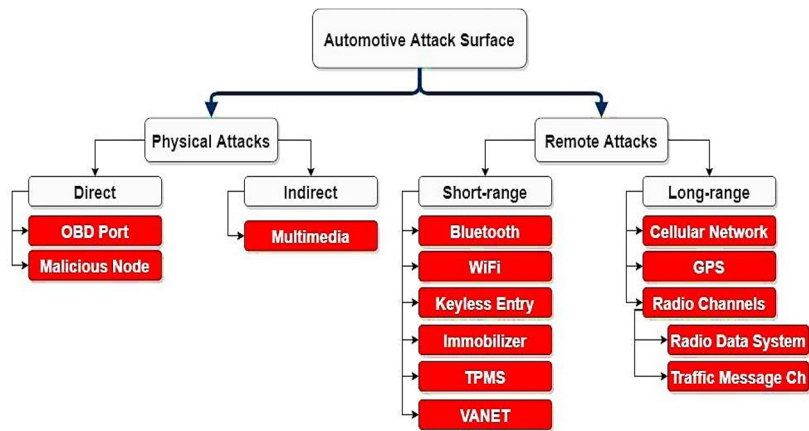 Automotive Attack Surface
Physical Attacks
Remote Attacks
Direct
Indirect
Short-range
Long-range
OBD Port
Multimedia
Bluetooth
Cellular Network
Malicious Node
WiFi
GPS
Keyless Entry
Radio Channels
Immobilizer
Radio Data System
TPMS
Traffic Message Ch
VANET